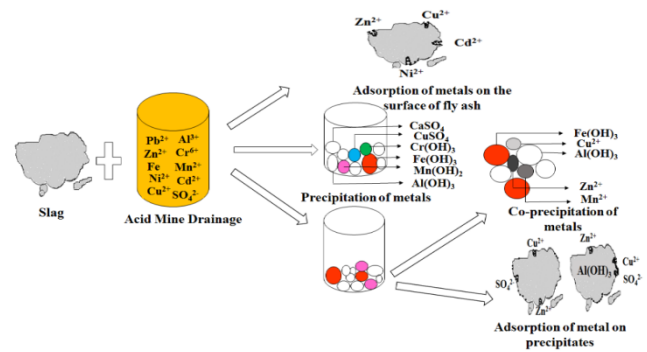 Zn²⁺
Cu²⁺
Cd²⁺
Ni²⁺
Adsorption of metals on the
surface of fly ash
Slag
Pb²⁺ Al³⁺
Zn²⁺ Cr⁶⁺
Fe Mn²⁺
Ni²⁺ Cd²⁺
Cu²⁺ SO₄²⁻
Acid Mine Drainage
CaSO₄
CuSO₄
Cr(OH)₃
Fe(OH)₃
Mn(OH)₂
Al(OH)₃
Precipitation of metals
Fe(OH)₃
Cu²⁺
Al(OH)₃
Zn²⁺
Mn²⁺
Co-precipitation of
metals
Cu²⁺
SO₄²⁻
Zn²⁺
Zn²⁺
Cu²⁺
Al(OH)₃
SO₄²⁻
Adsorption of metal on
precipitates